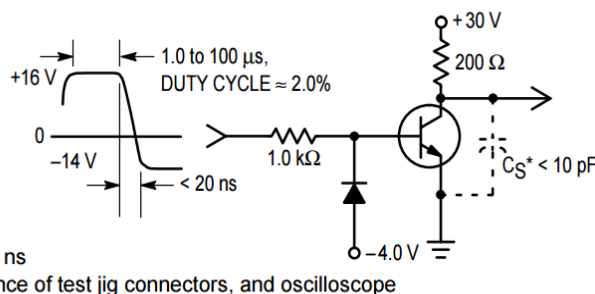 +30 V
200 Ω
1.0 to 100 μs,
DUTY CYCLE ≈ 2.0%
+16 V
0
–14 V
< 20 ns
1.0 kΩ
CS* < 10 pF
–4.0 V
ns
nce of test jig connectors, and oscilloscope